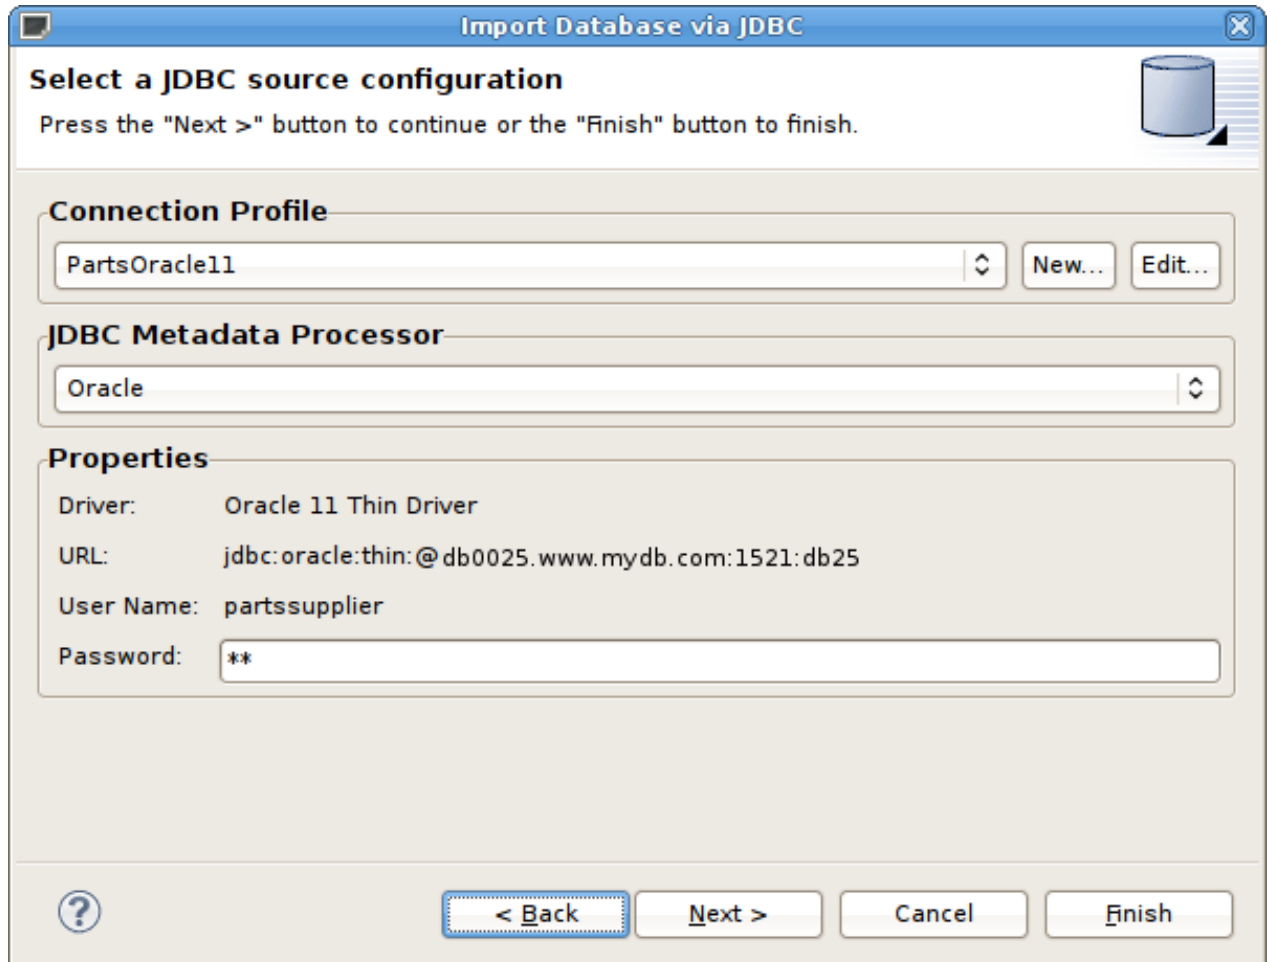 Import Database via JDBC
Select a JDBC source configuration
Press the "Next >" button to continue or the "Finish" button to finish.
Connection Profile
PartsOracle11 New... Edit...
JDBC Metadata Processor
Oracle
Properties
Driver: Oracle 11 Thin Driver
URL: jdbc:oracle:thin:@db0025.www.mydb.com:1521:db25
User Name: partssupplier
Password: **
? < Back Next > Cancel Finish